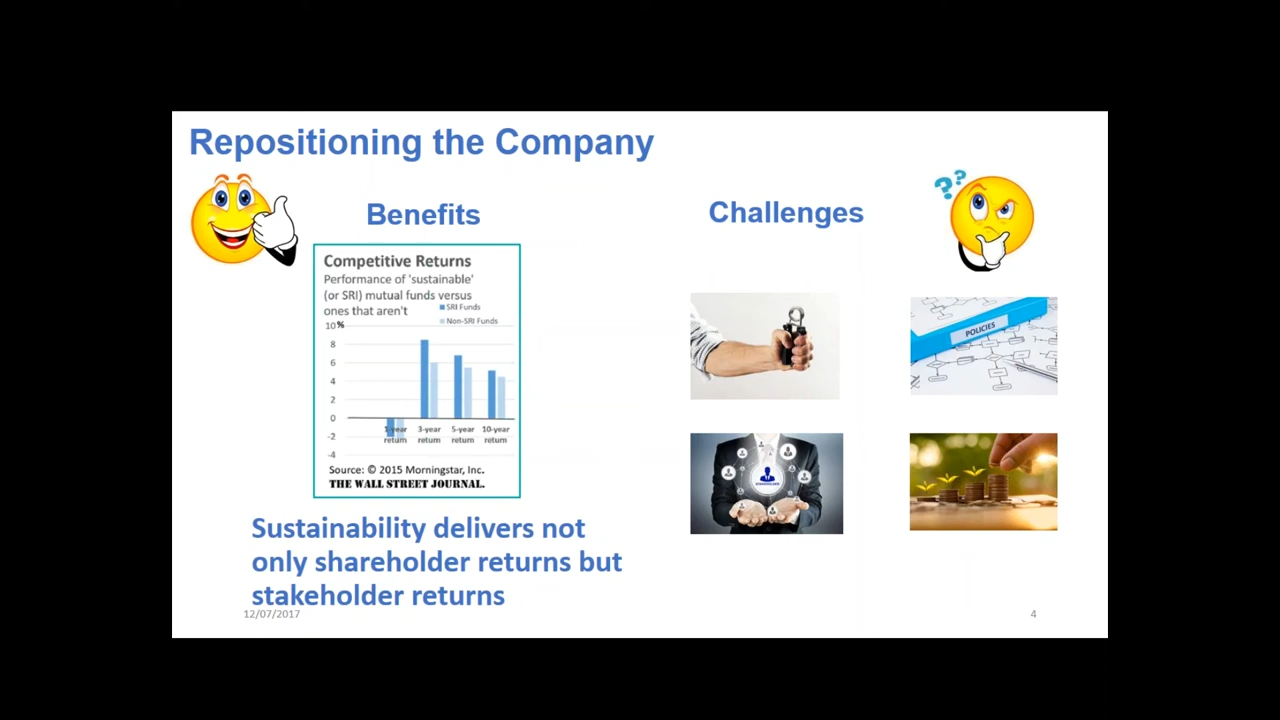 Repositioning the Company
Benefits
Challenges
??
Competitive Returns
Performance of 'sustainable'
(or SRI) mutual funds versus
ones that aren't
SRI Funds
Non-SRI Funds
10%
8
6
4
2
0
-2
-4
1-year 3-year 5-year 10-year
return return return return
Source: © 2015 Morningstar, Inc.
THE WALL STREET JOURNAL.
POLICIES
STAKEHOLDER
Sustainability delivers not
only shareholder returns but
stakeholder returns
12/07/2017
4